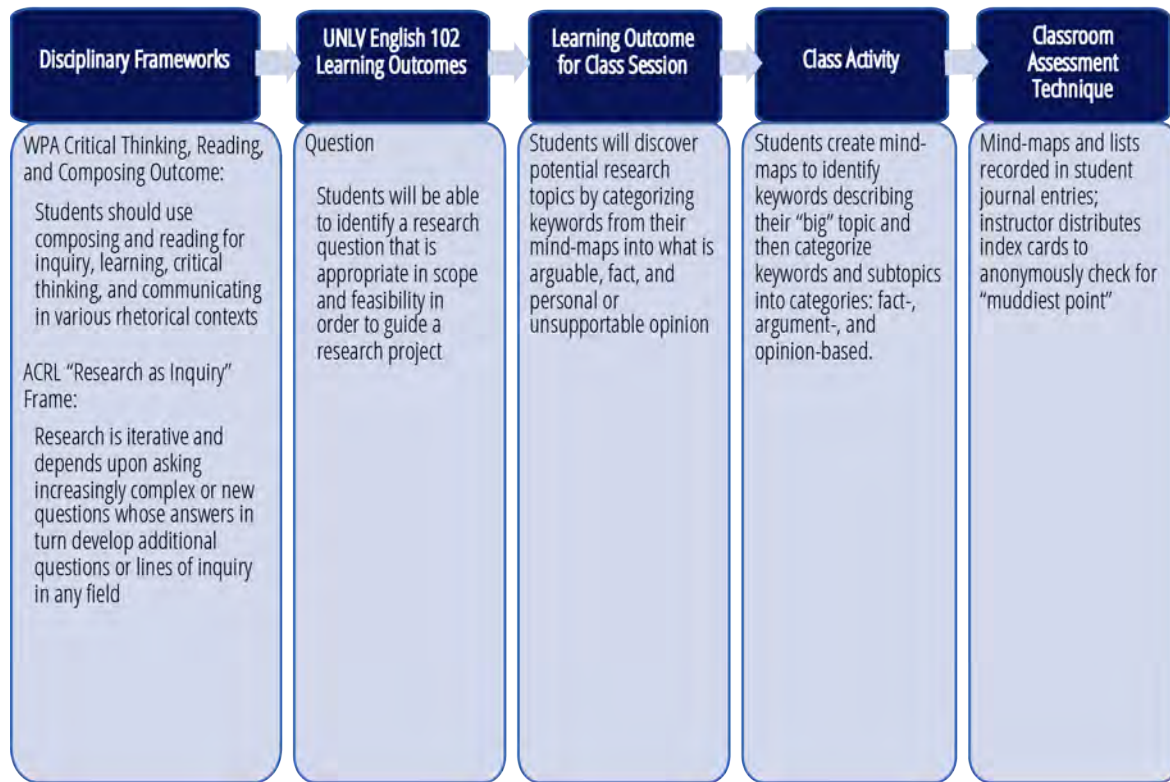 Disciplinary Frameworks
WPA Critical Thinking, Reading,
and Composing Outcome:
Students should use
composing and reading for
inquiry, learning, critical
thinking, and communicating
in various rhetorical contexts
ACRL “Research as Inquiry”
Frame:
Research is iterative and
depends upon asking
increasingly complex or new
questions whose answers in
turn develop additional
questions or lines of inquiry
in any field
UNLV English 102
Learning Outcomes
Question
Students will be able
to identify a research
question that is
appropriate in scope
and feasibility in
order to guide a
research project
Learning Outcome
for Class Session
Students will discover
potential research
topics by categorizing
keywords from their
mind-maps into what is
arguable, fact, and
personal or
unsupportable opinion
Class Activity
Students create mind-
maps to identify
keywords describing
their “big” topic and
then categorize
keywords and subtopics
into categories: fact-,
argument-, and
opinion-based.
Classroom
Assessment
Technique
Mind-maps and lists
recorded in student
journal entries;
instructor distributes
index cards to
anonymously check for
“muddiest point”